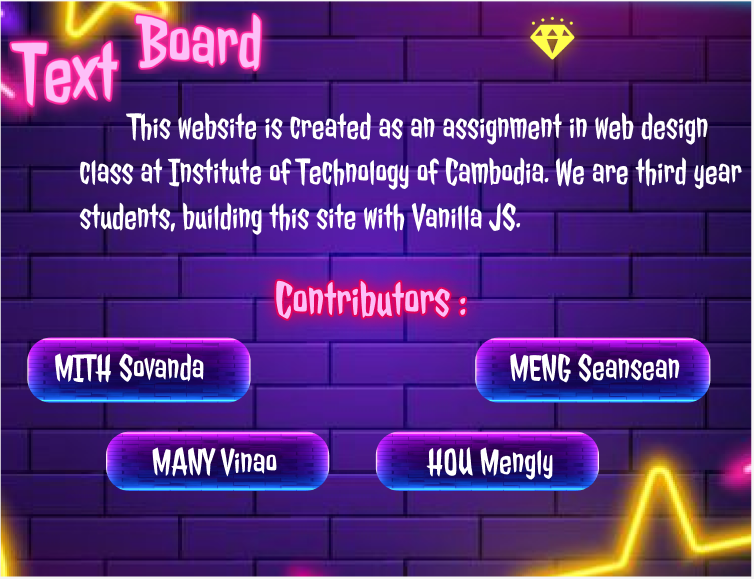 Text Board
This website is created as an assignment in web design
class at Institute of Technology of Cambodia. We are third year
students, building this site with Vanilla JS.
Contributors :
MITH Sovanda
MENG Seansean
MANY Vinao
HOU Mengly